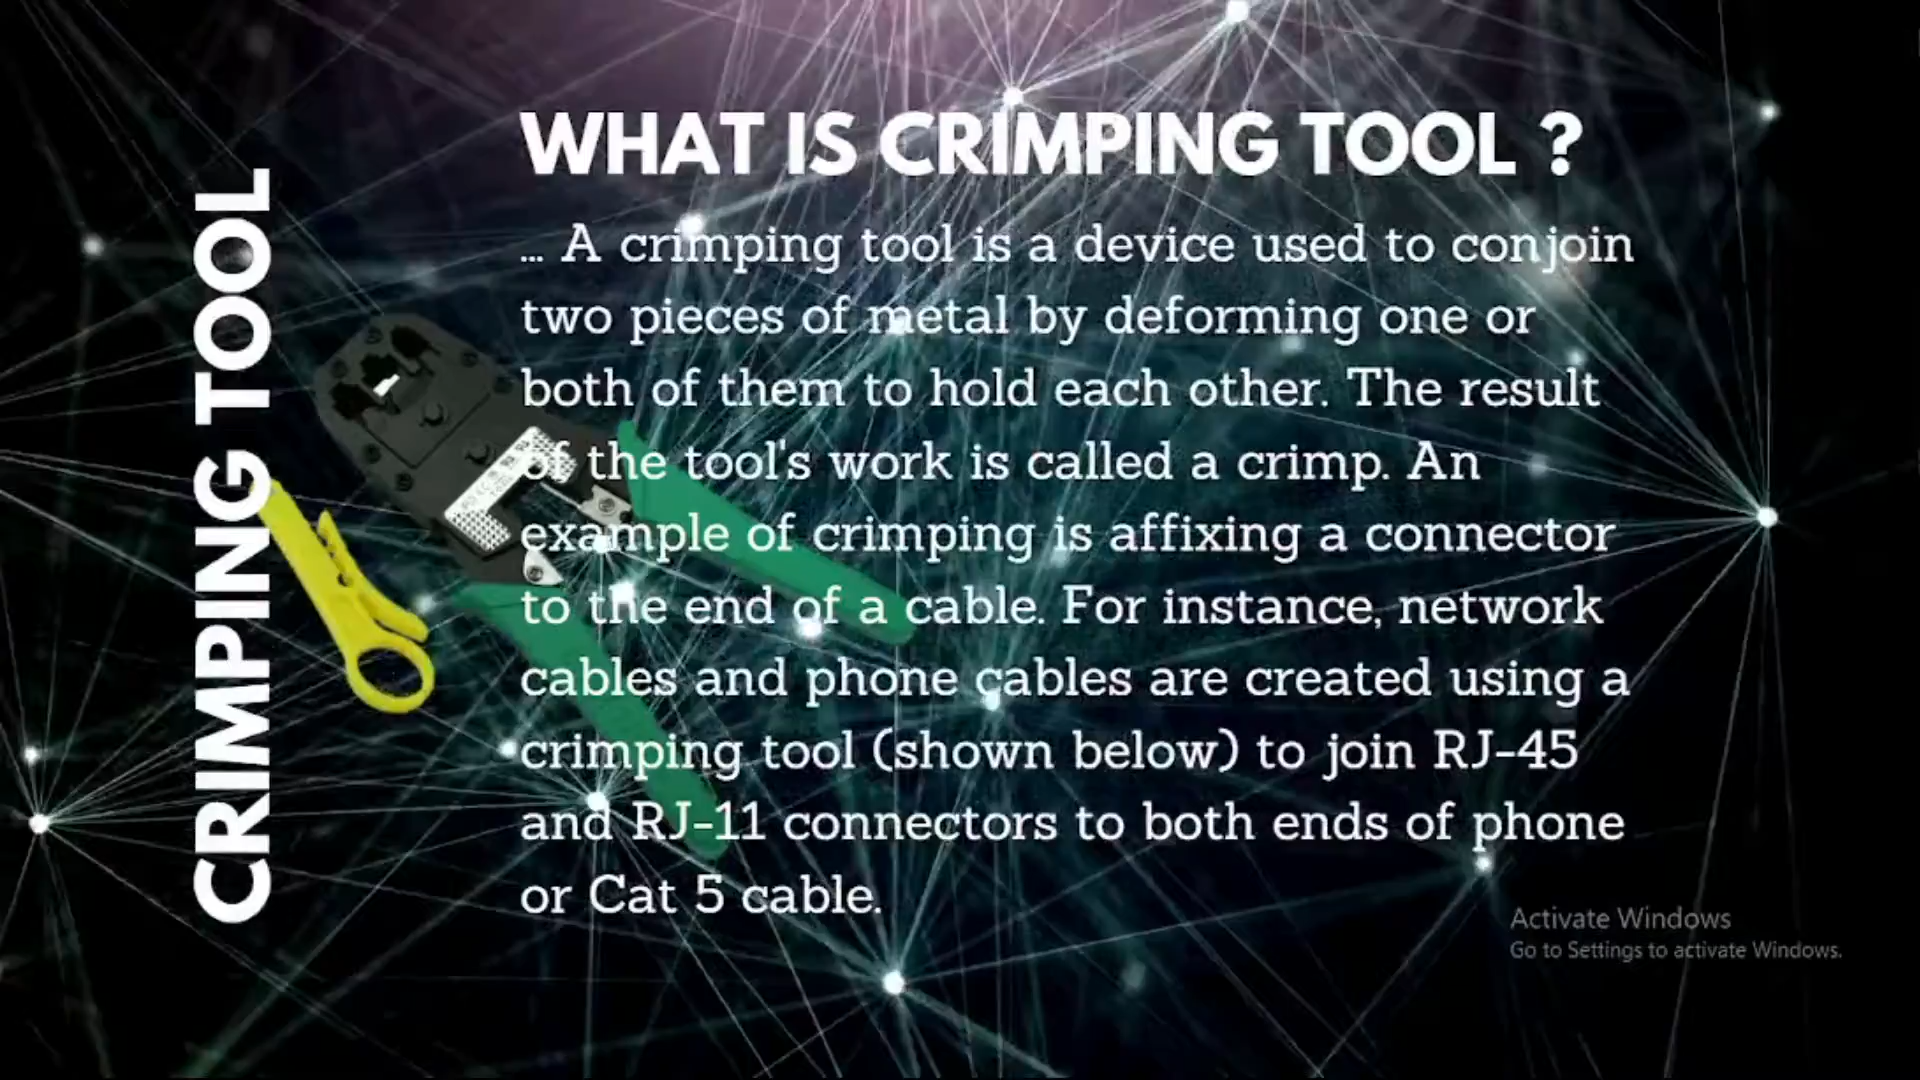 CRIMPING TOOL
WHAT IS CRIMPING TOOL ?
... A crimping tool is a device used to conjoin
two pieces of metal by deforming one or
both of them to hold each other. The result
of the tool's work is called a crimp. An
example of crimping is affixing a connector
to the end of a cable. For instance, network
cables and phone cables are created using a
crimping tool (shown below) to join RJ-45
and RJ-11 connectors to both ends of phone
or Cat 5 cable.
Activate Windows
Go to Settings to activate Windows.